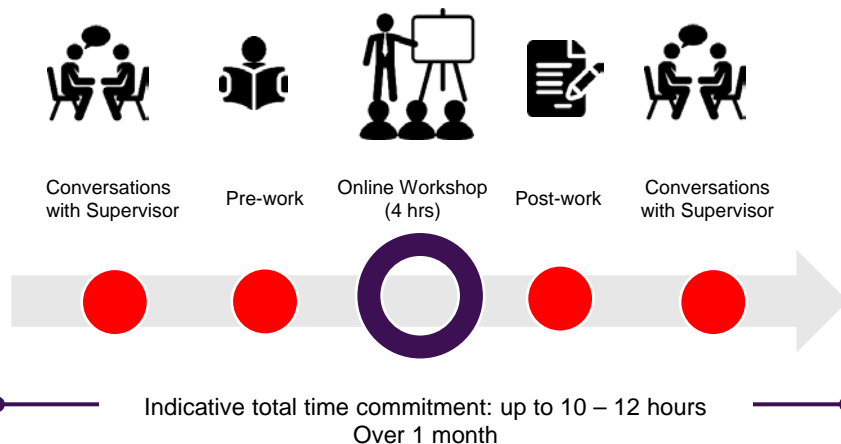 Conversations
with Supervisor
Pre-work
Online Workshop
(4 hrs)
Post-work
Conversations
with Supervisor
Indicative total time commitment: up to 10 – 12 hours
Over 1 month